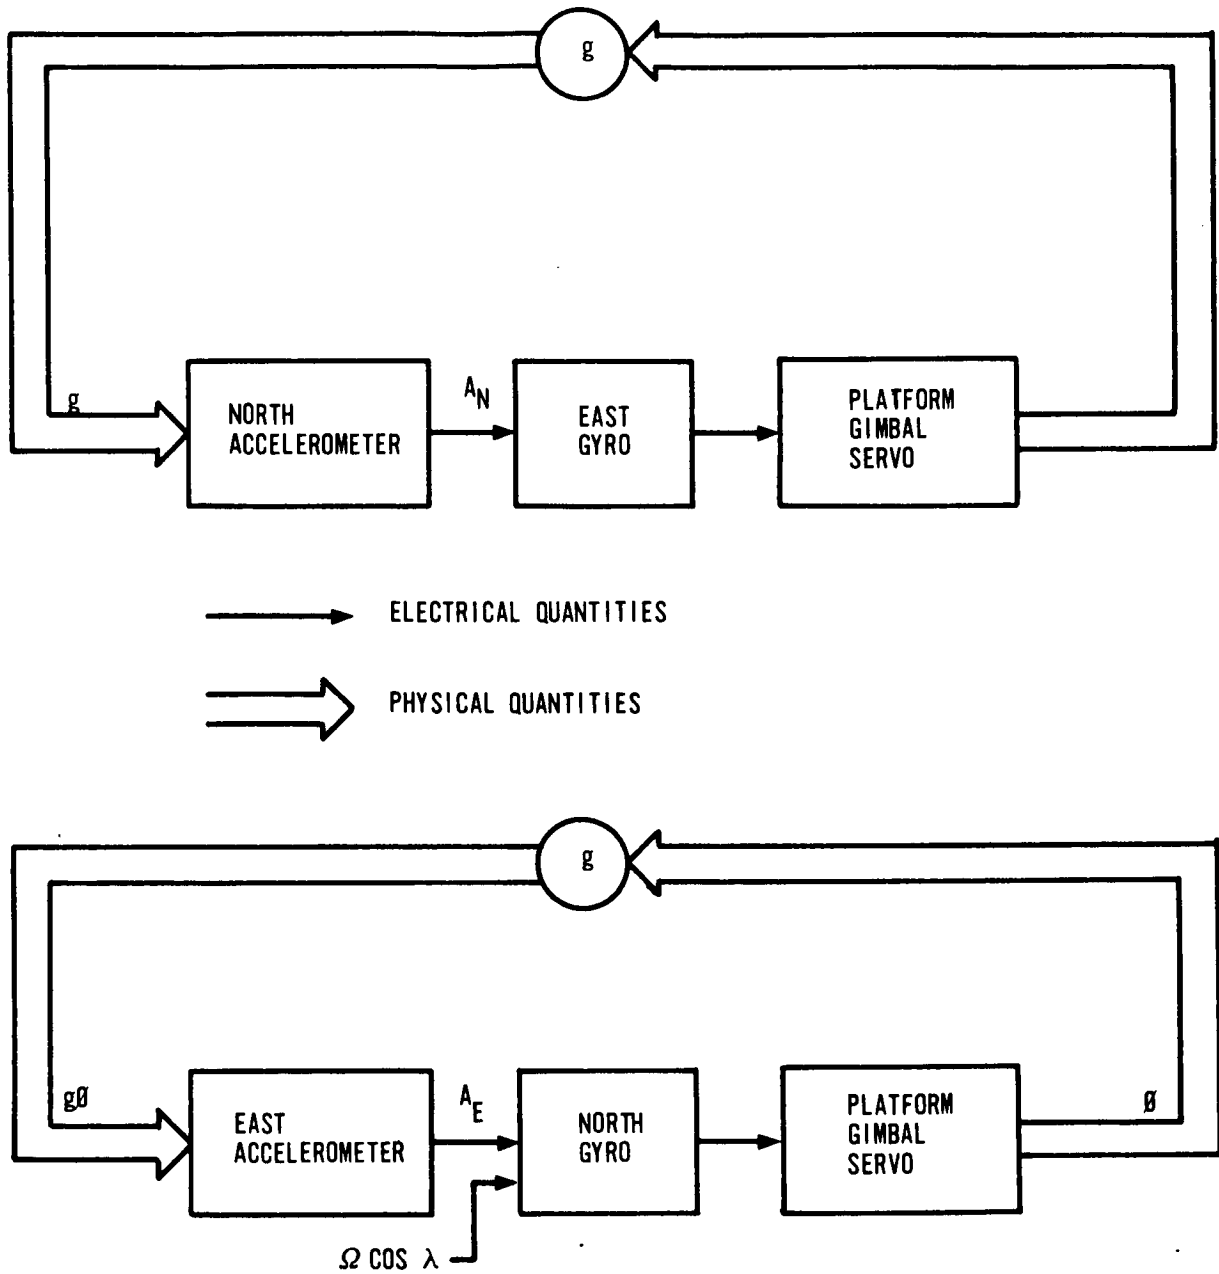 g
g
NORTH
ACCELEROMETER
A_N
EAST
GYRO
PLATFORM
GIMBAL
SERVO
ELECTRICAL QUANTITIES
PHYSICAL QUANTITIES
g
gØ
EAST
ACCELEROMETER
A_E
NORTH
GYRO
PLATFORM
GIMBAL
SERVO
Ø
Ω COS λ